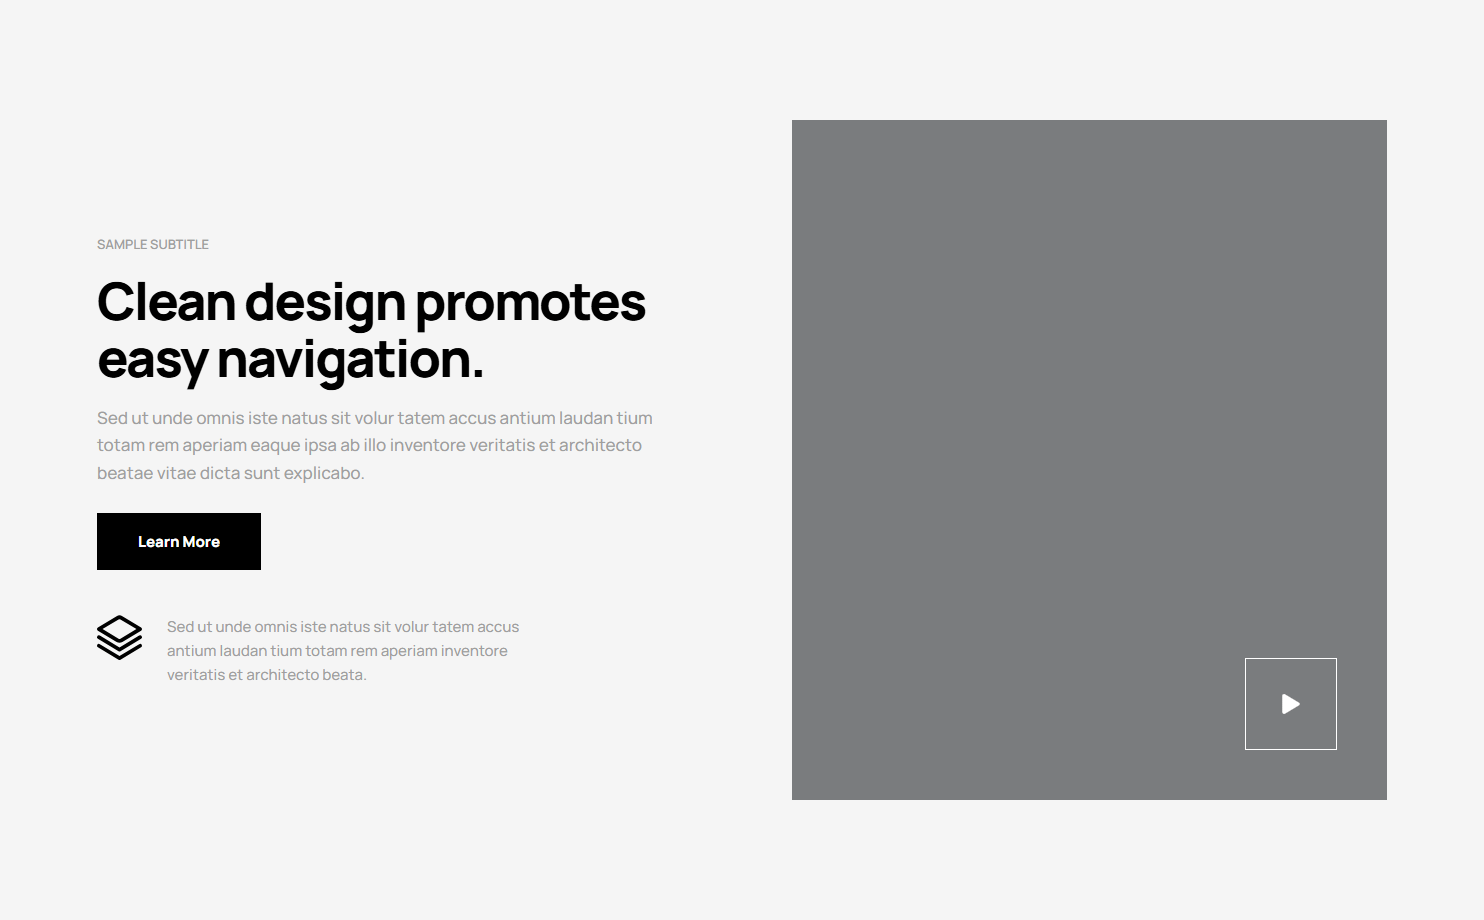 SAMPLE SUBTITLE
Clean design promotes
easy navigation.
Sed ut unde omnis iste natus sit volur tatem accus antium laudan tium
totam rem aperiam eaque ipsa ab illo inventore veritatis et architecto
beatae vitae dicta sunt explicabo.
Learn More
Sed ut unde omnis iste natus sit volur tatem accus
antium laudan tium totam rem aperiam inventore
veritatis et architecto beata.